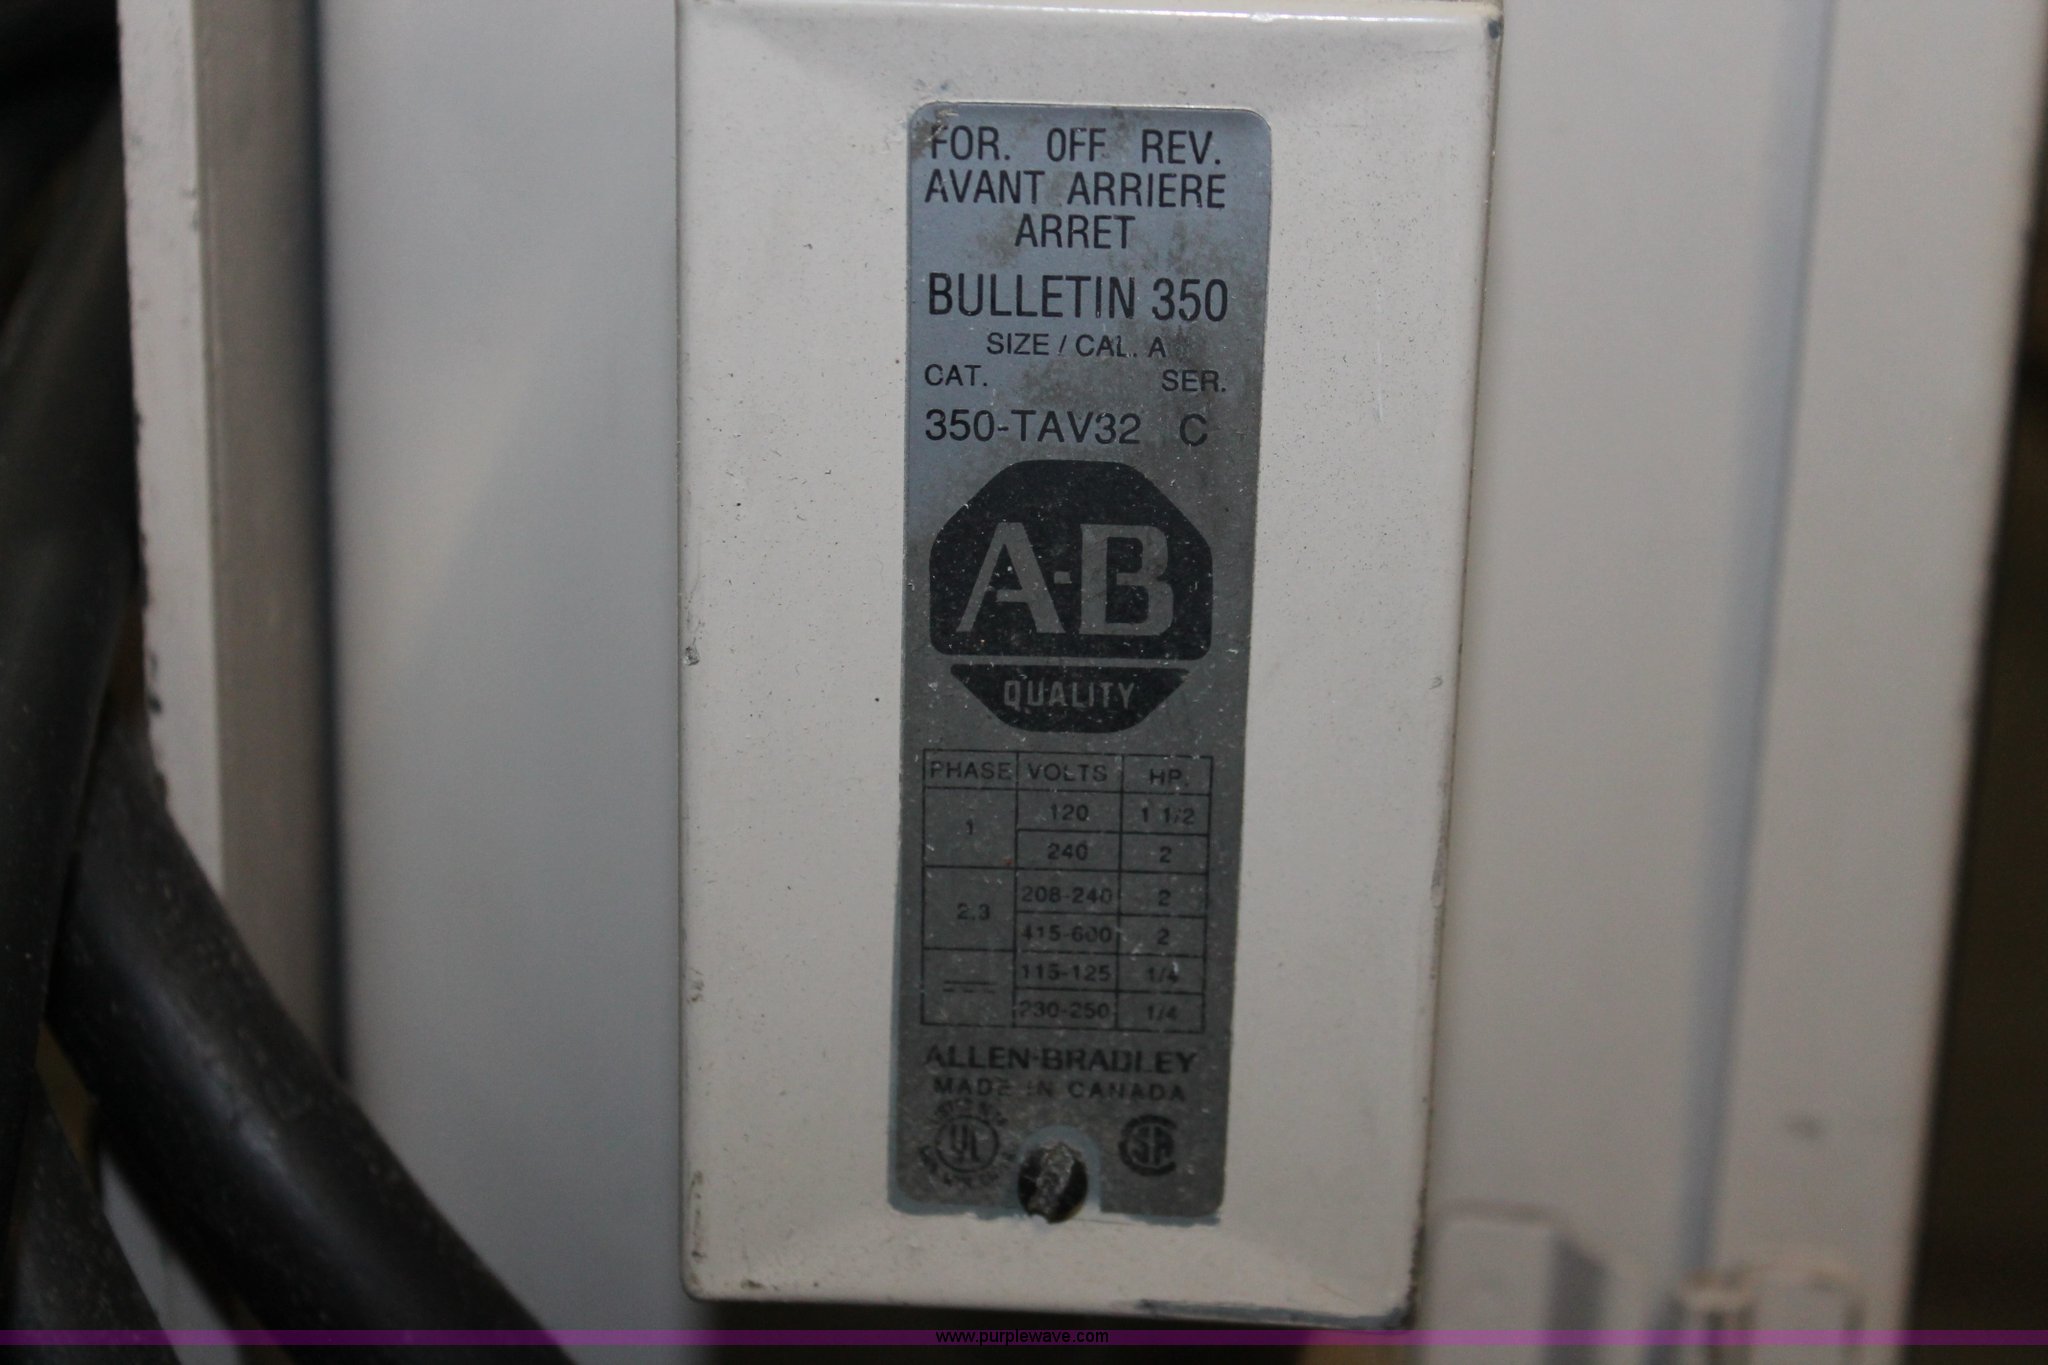 FOR. OFF REV.
AVANT ARRIERE
ARRET
BULLETIN 350
SIZE / CAL. A
CAT. SER.
350-TAV32 C
A-B
QUALITY
PHASE VOLTS HP.
1 120 1 1/2
240 2
2,3 208-240 2
415-600 2
115-125 1/4
230-250 1/4
ALLEN-BRADLEY
MADE IN CANADA
UL
SA
www.purplewave.com